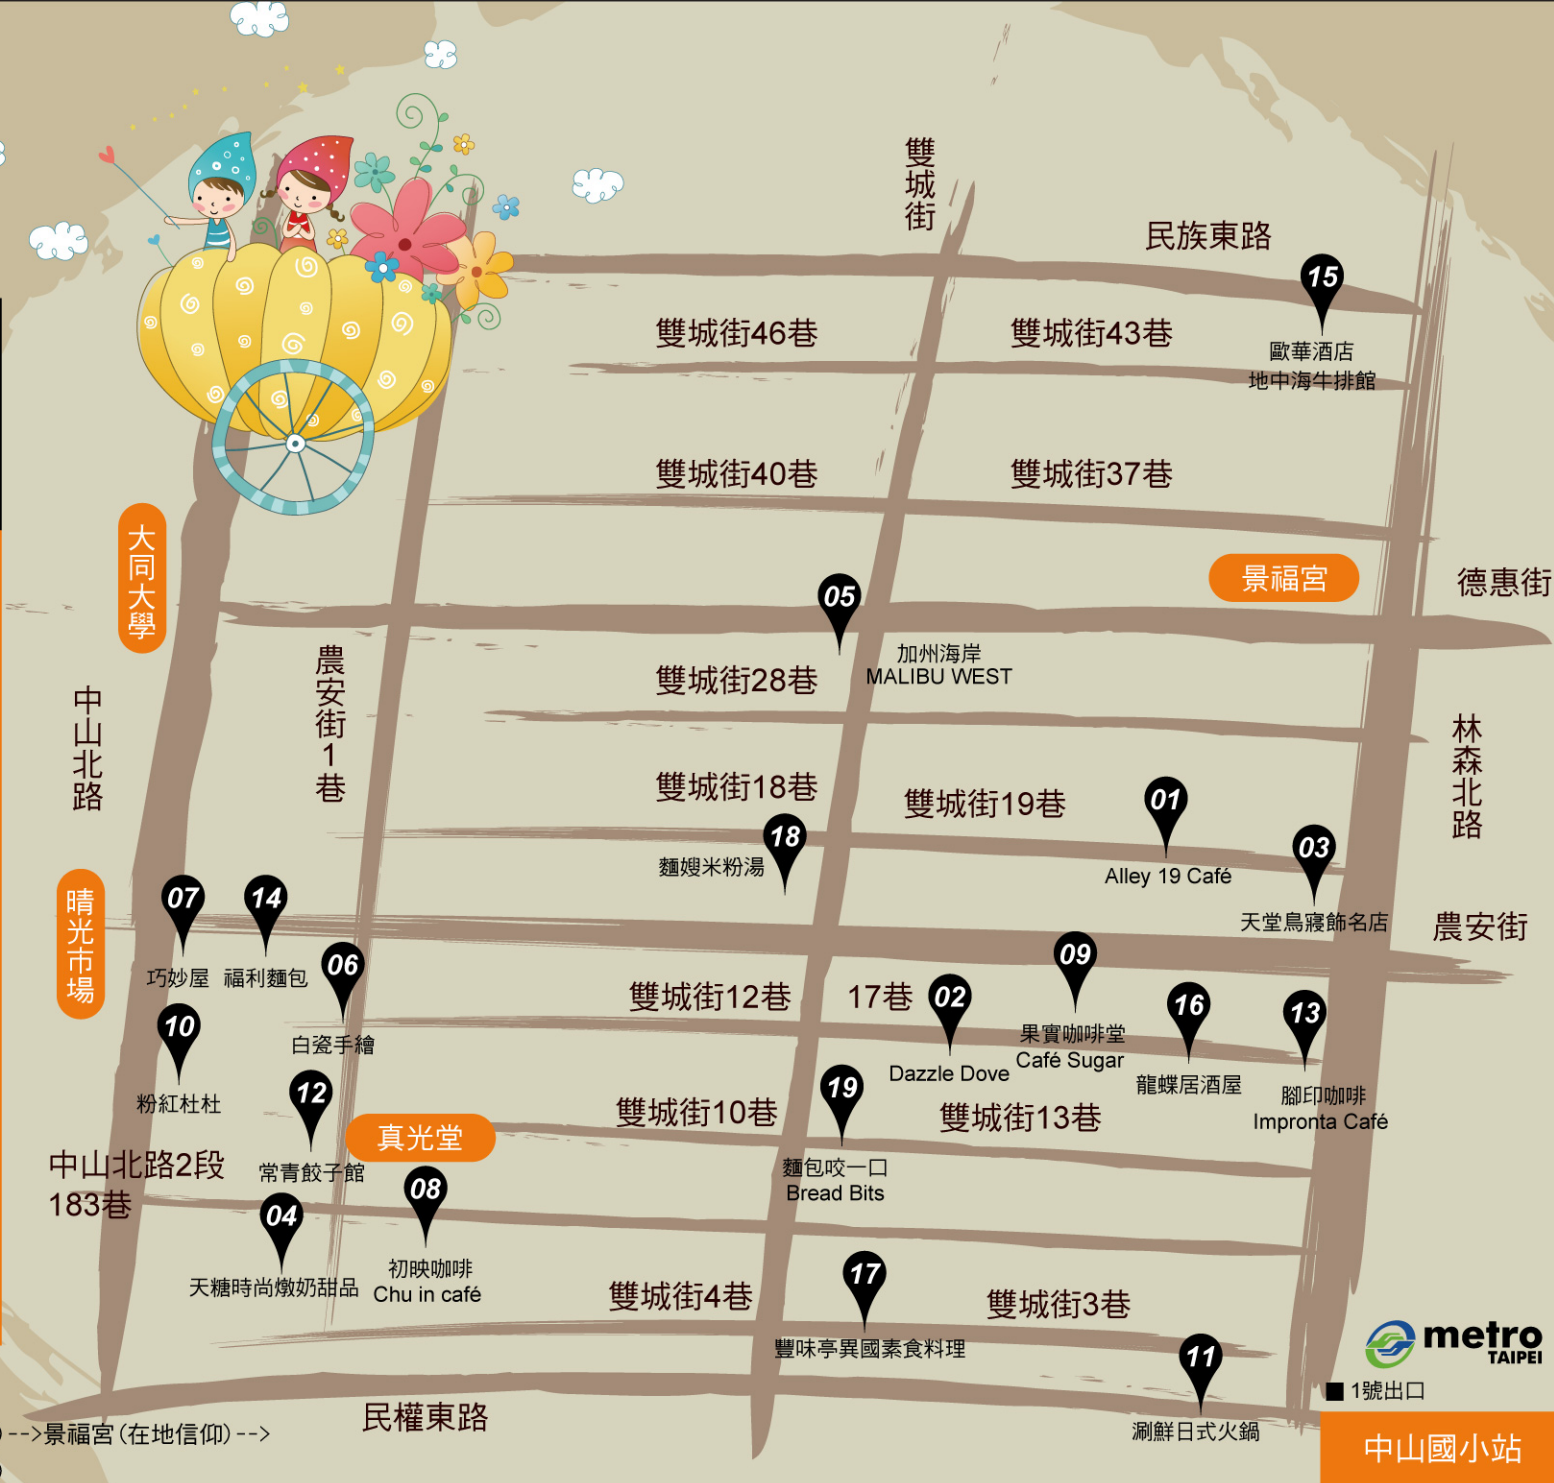 雙城街
民族東路
15
歐華酒店
地中海牛排館
雙城街46巷
雙城街43巷
雙城街40巷
雙城街37巷
大同大學
景福宮
德惠街
05
加州海岸
MALIBU WEST
農安街1巷
雙城街28巷
中山北路
林森北路
雙城街18巷
雙城街19巷
01
Alley 19 Café
18
麵嫂米粉湯
03
天堂鳥寢飾名店
晴光市場
07
巧妙屋
14
福利麵包
農安街
06
白瓷手繪
09
果實咖啡堂
Café Sugar
雙城街12巷
17巷
02
Dazzle Dove
16
龍蝶居酒屋
13
腳印咖啡
Impronta Café
10
粉紅杜杜
12
常青餃子館
19
麵包咬一口
Bread Bits
雙城街10巷
雙城街13巷
真光堂
中山北路2段
183巷
08
初映咖啡
Chu in café
04
天糖時尚燉奶甜品
17
豐味亭異國素食料理
雙城街4巷
雙城街3巷
11
涮鮮日式火鍋
metro
TAIPEI
■ 1號出口
民權東路
-->景福宮(在地信仰)-->
中山國小站